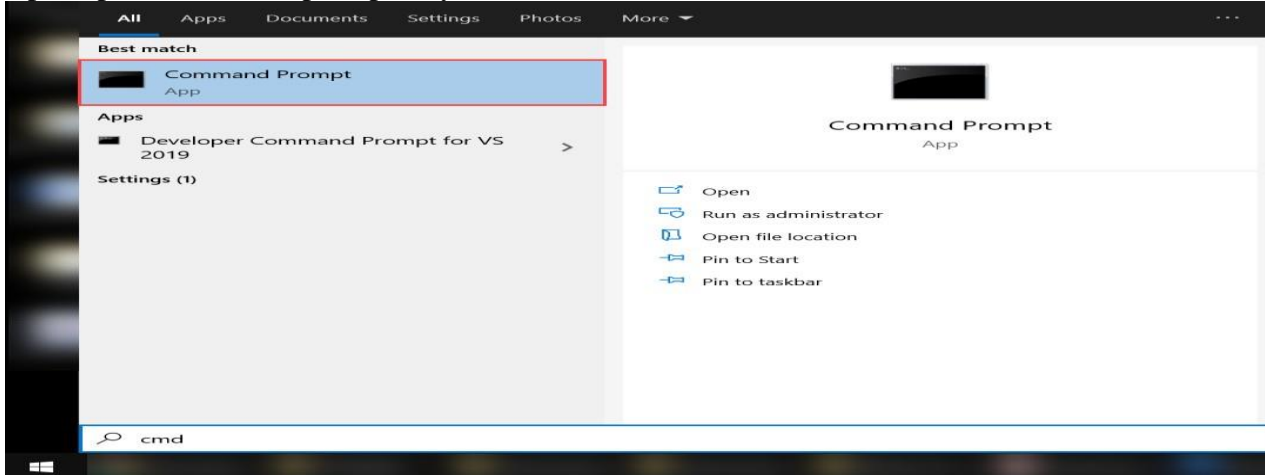 All Apps Documents Settings Photos More
Best match
Command Prompt
App
Apps
Developer Command Prompt for VS
2019
Settings (1)
Command Prompt
App
Open
Run as administrator
Open file location
Pin to Start
Pin to taskbar
cmd